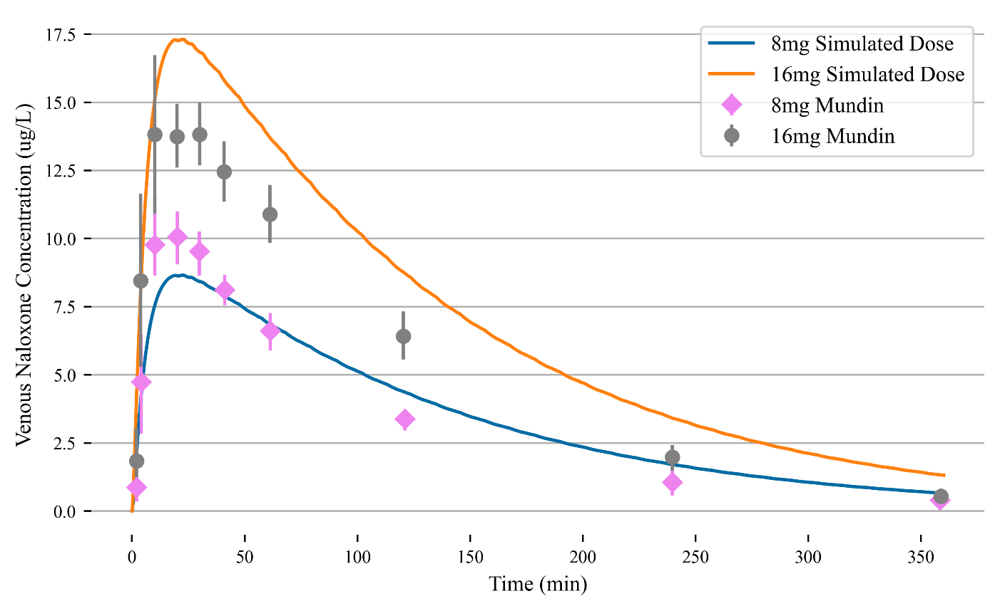 17.5
15.0
12.5
10.0
7.5
5.0
2.5
0.0
Venous Naloxone Concentration (ug/L)
8mg Simulated Dose
16mg Simulated Dose
8mg Mundin
16mg Mundin
0 50 100 150 200 250 300 350
Time (min)